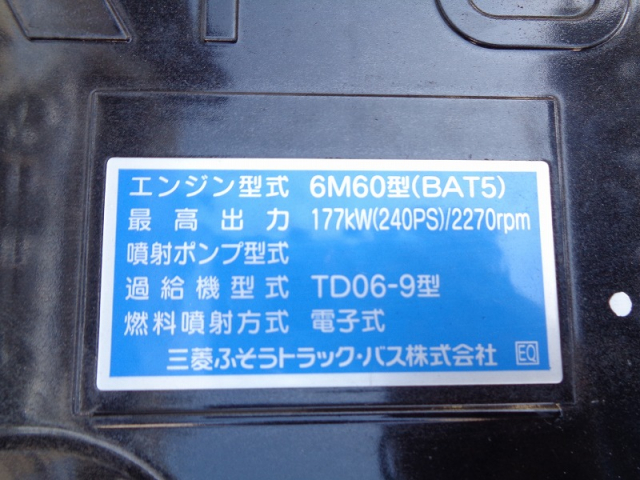 エンジン型式 6M60型(BAT5)
最高出力 177kW(240PS)/2270rpm
噴射ポンプ型式
過給機型式 TD06-9型
燃料噴射方式 電子式
三菱ふそうトラック・バス株式会社 EQ